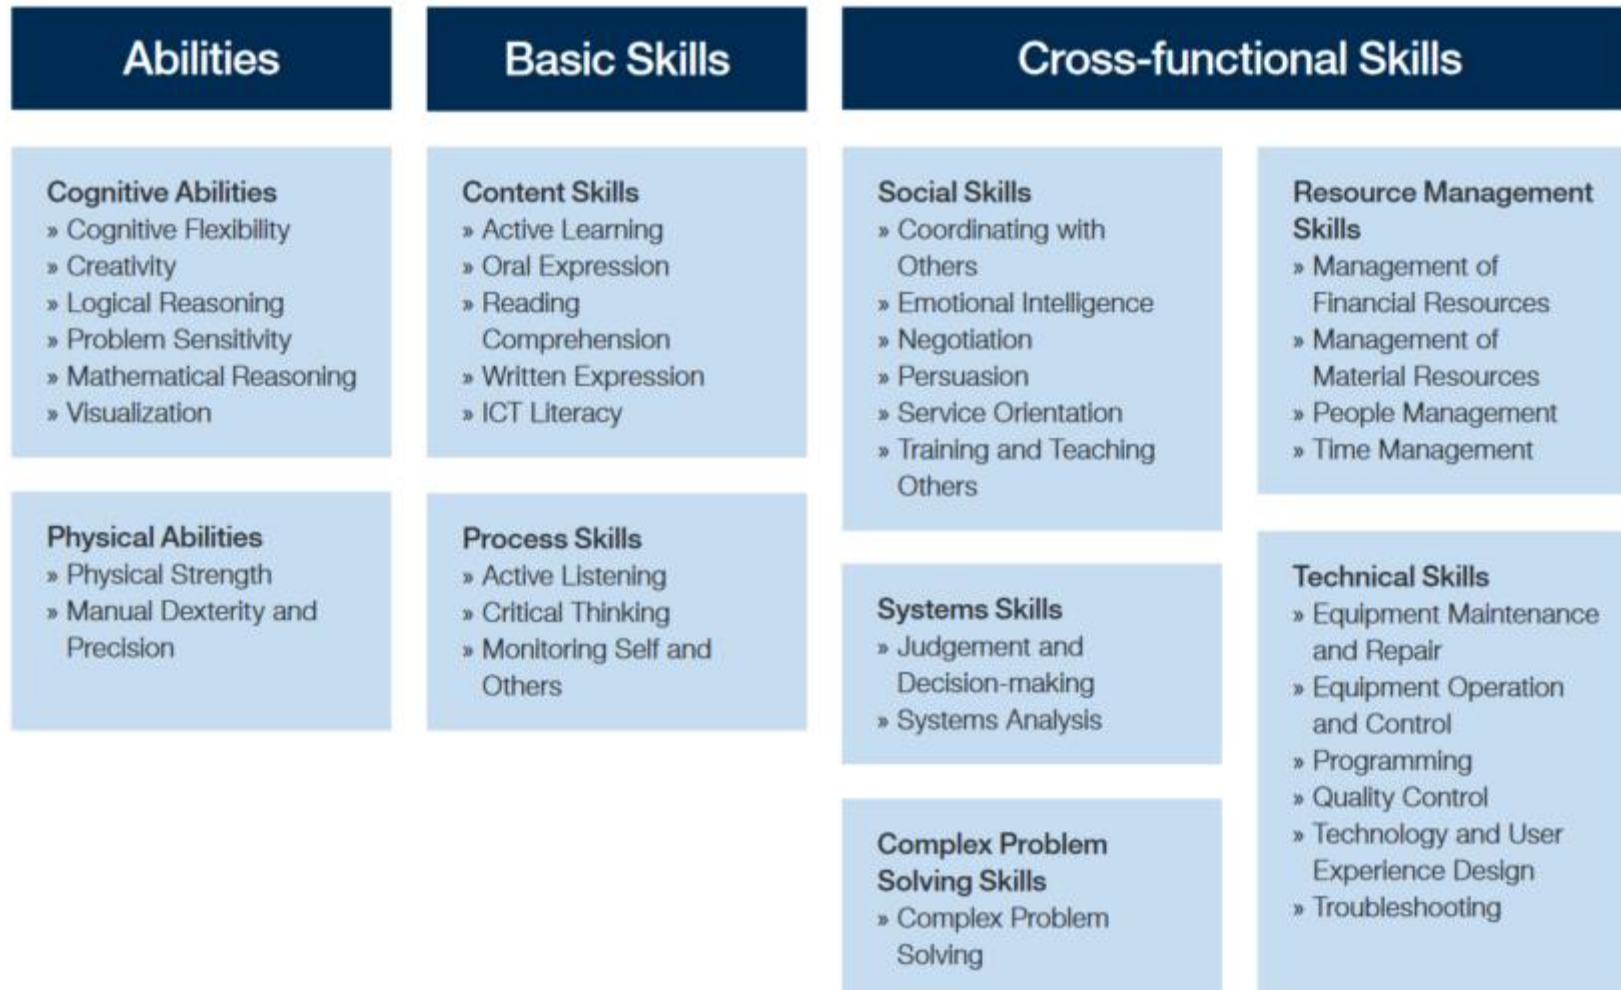 Abilities
Cognitive Abilities
» Cognitive Flexibility
» Creativity
» Logical Reasoning
» Problem Sensitivity
» Mathematical Reasoning
» Visualization
Physical Abilities
» Physical Strength
» Manual Dexterity and
Precision
Basic Skills
Content Skills
» Active Learning
» Oral Expression
» Reading
Comprehension
» Written Expression
» ICT Literacy
Process Skills
» Active Listening
» Critical Thinking
» Monitoring Self and
Others
Cross-functional Skills
Social Skills
» Coordinating with
Others
» Emotional Intelligence
» Negotiation
» Persuasion
» Service Orientation
» Training and Teaching
Others
Systems Skills
» Judgement and
Decision-making
» Systems Analysis
Complex Problem
Solving Skills
» Complex Problem
Solving
Resource Management
Skills
» Management of
Financial Resources
» Management of
Material Resources
» People Management
» Time Management
Technical Skills
» Equipment Maintenance
and Repair
» Equipment Operation
and Control
» Programming
» Quality Control
» Technology and User
Experience Design
» Troubleshooting